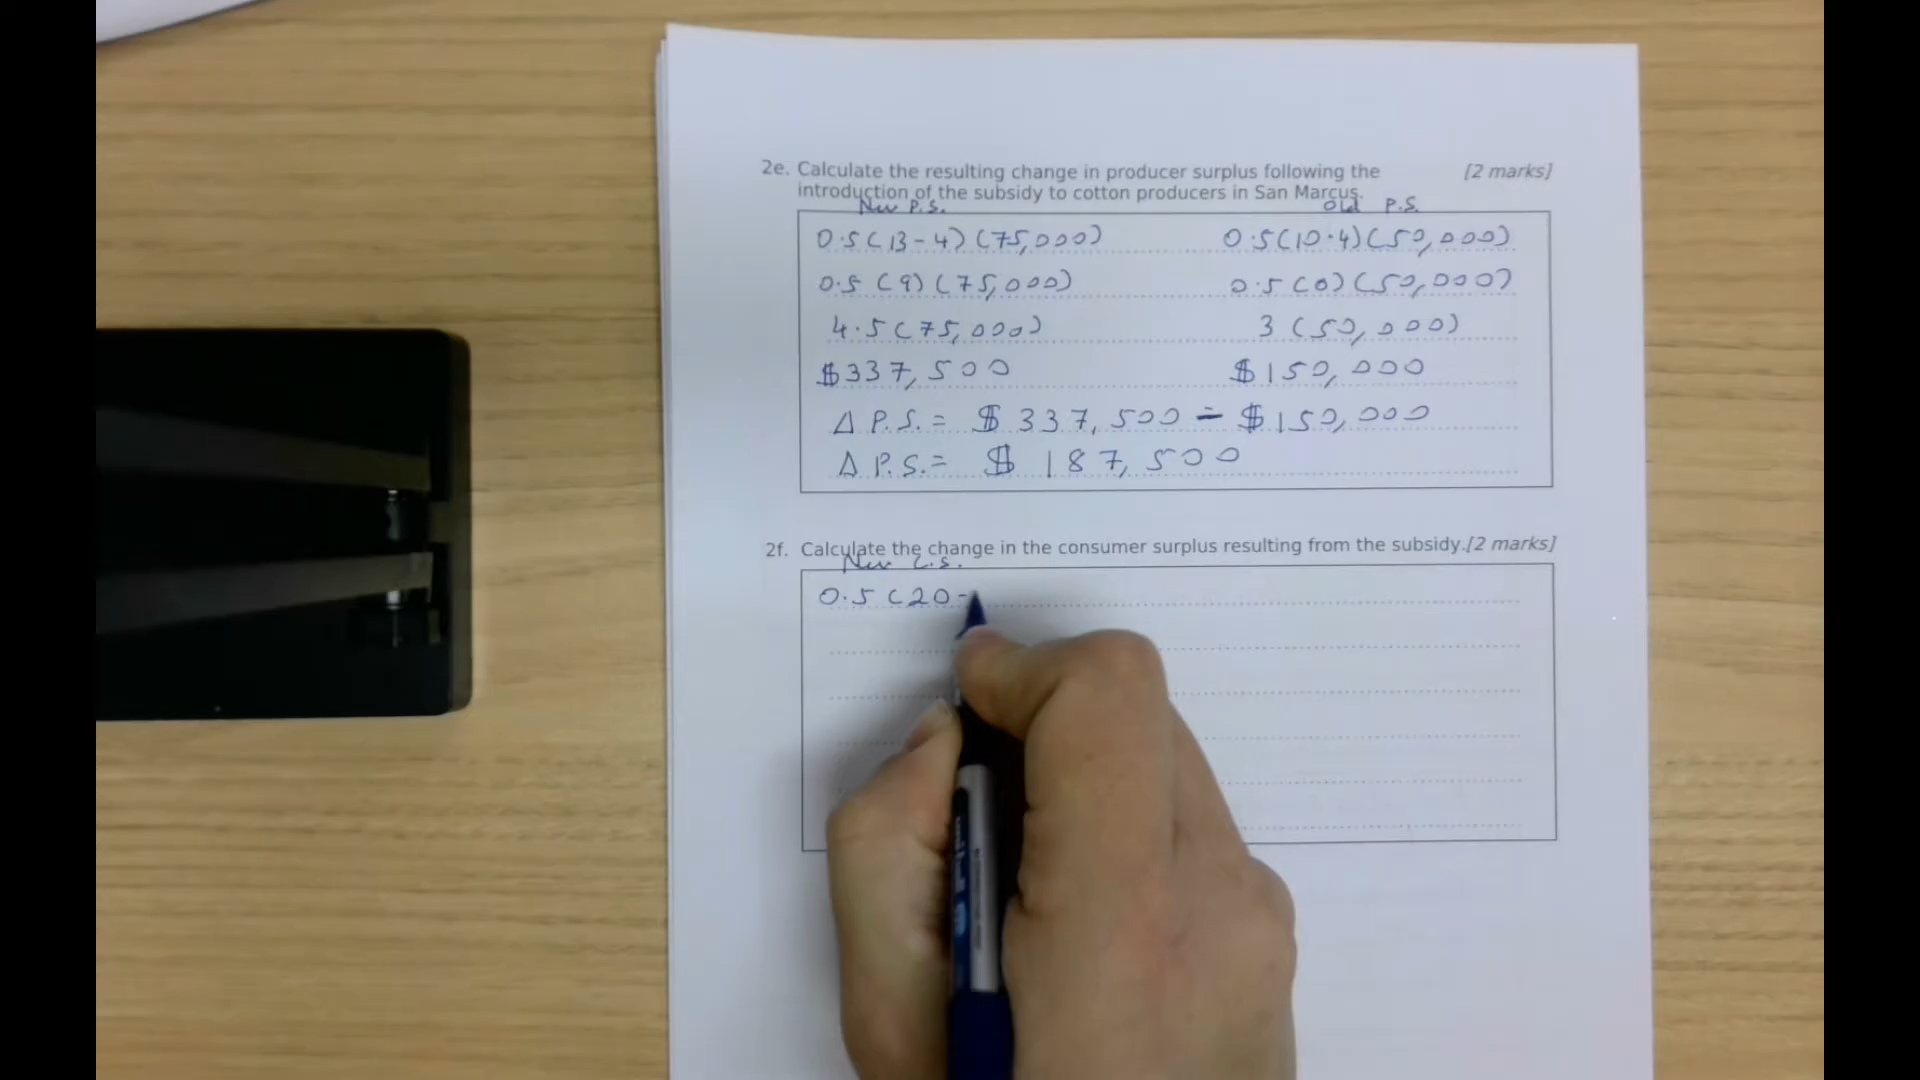 2e. Calculate the resulting change in producer surplus following the [2 marks]
introduction of the subsidy to cotton producers in San Marcus.
New P.S. Old P.S.
0.5(13-4)(75,000) 0.5(10-4)(50,000)
0.5(9)(75,000) 0.5(6)(50,000)
4.5(75,000) 3(50,000)
$337,500 $150,000
Δ P.S. = $337,500 - $150,000
Δ P.S. = $187,500
2f. Calculate the change in the consumer surplus resulting from the subsidy. [2 marks]
New C.S.
0.5(20-